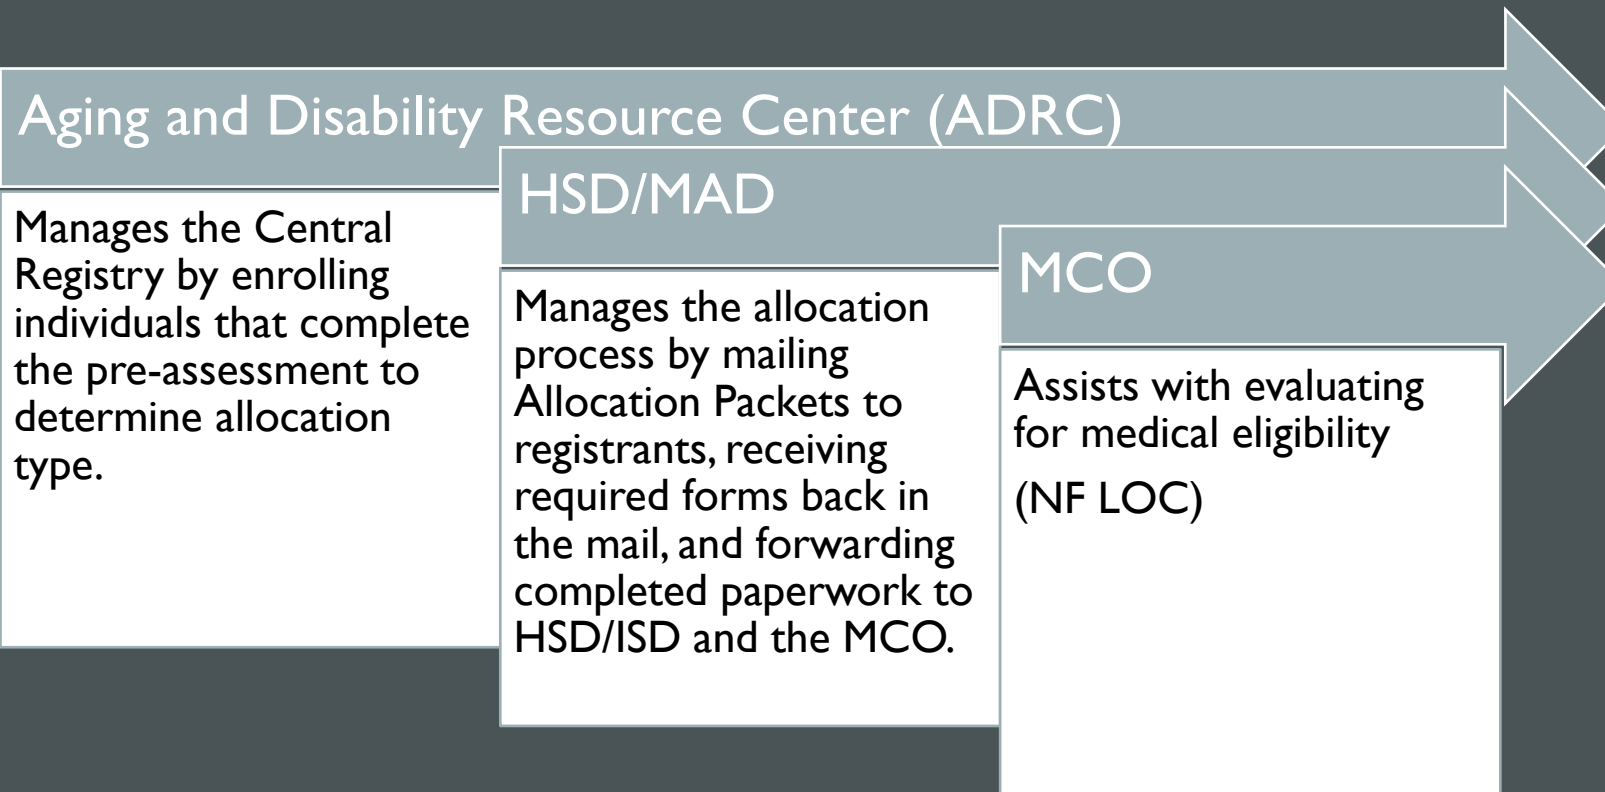 Aging and Disability Resource Center (ADRC)
Manages the Central
Registry by enrolling
individuals that complete
the pre-assessment to
determine allocation
type.
HSD/MAD
Manages the allocation
process by mailing
Allocation Packets to
registrants, receiving
required forms back in
the mail, and forwarding
completed paperwork to
HSD/ISD and the MCO.
MCO
Assists with evaluating
for medical eligibility
(NF LOC)